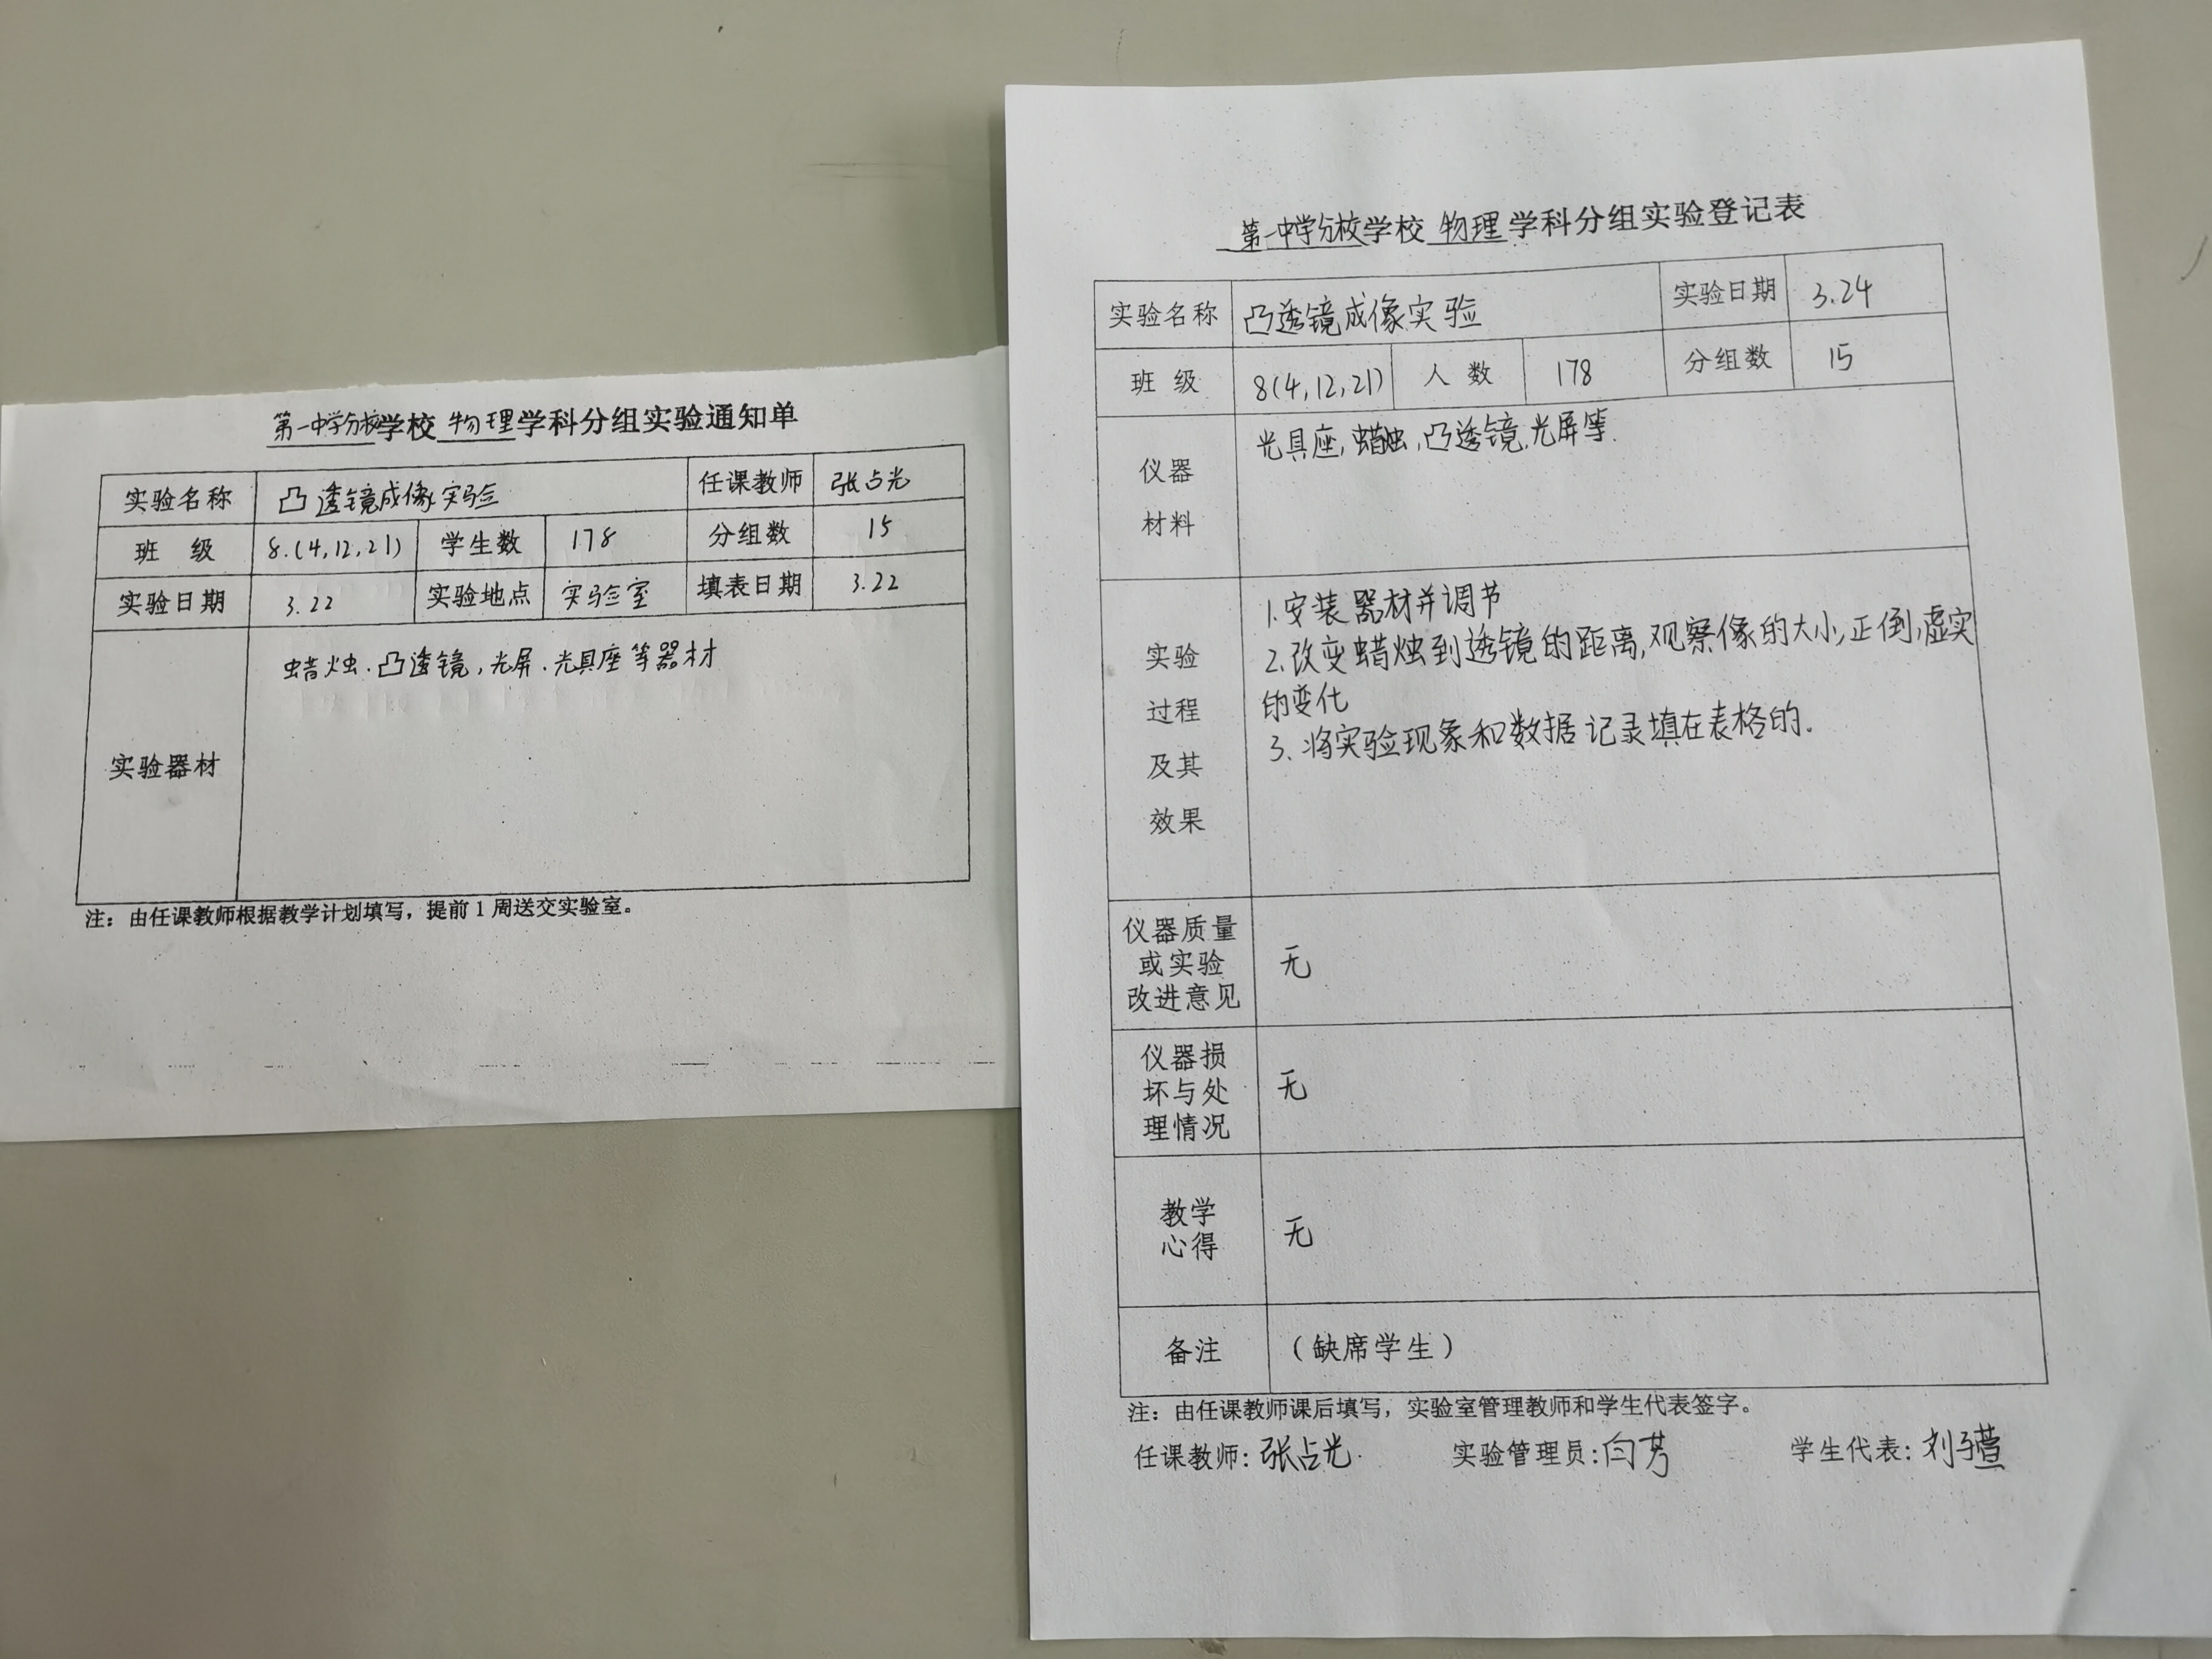 第一中学分校学校 物理学科分组实验通知单
实验名称 凸透镜成像实验 任课教师 张占光
班 级 8.(4,12,21) 学生数 178 分组数 15
实验日期 3.22 实验地点 实验室 填表日期 3.22
实验器材 蜡烛.凸透镜,光屏.光具座等器材
注：由任课教师根据教学计划填写，提前1周送交实验室。
第一中学分校学校 物理学科分组实验登记表
实验名称 凸透镜成像实验 实验日期 3.24
班 级 8(4,12,21) 人 数 178 分组数 15
仪器
材料
光具座,蜡烛,凸透镜,光屏等.
实验
过程
及其
效果
1.安装器材并调节
2.改变蜡烛到透镜的距离,观察像的大小,正倒,虚实
的变化
3.将实验现象和数据记录填在表格的.
仪器质量
或实验
改进意见
无
仪器损
坏与处
理情况
无
教学
心得
无
备注 （缺席学生）
注：由任课教师课后填写，实验室管理教师和学生代表签字。
任课教师：张占光. 实验管理员：闫芳 学生代表：刘子萱